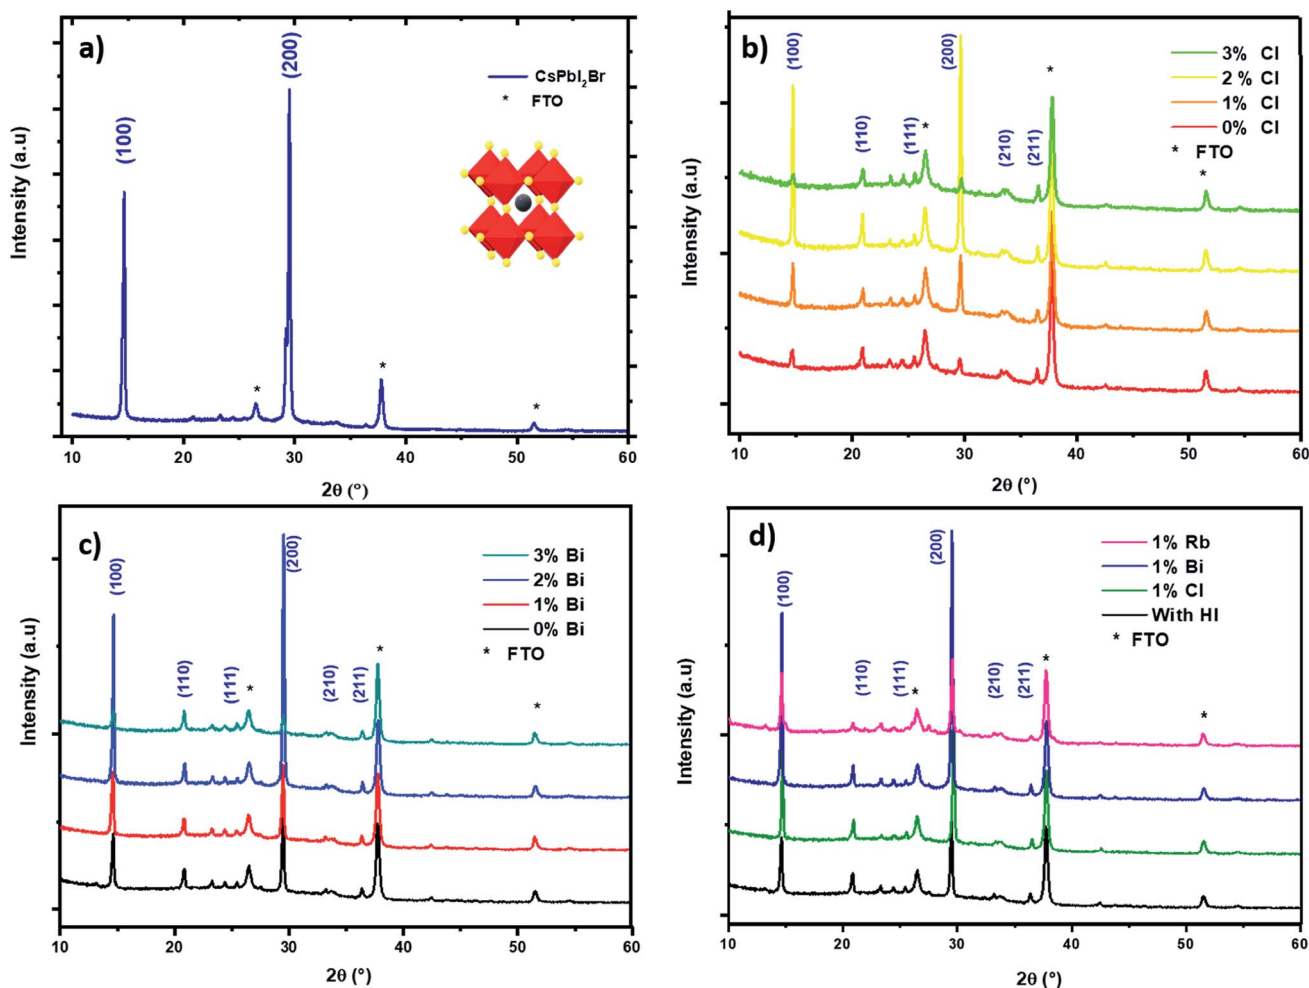 a)
(100)
(200)
CsPbI₂Br
* FTO
*
*
*
Intensity (a.u)
10 20 30 40 50 60
2θ (°)
b)
(100)
(110)
(111)
*
(200)
(210)
(211)
*
*
3% Cl
2 % Cl
1% Cl
0% Cl
* FTO
Intensity (a.u)
10 20 30 40 50 60
2θ (°)
c)
(100)
(110)
(111)
*
(200)
(210)
(211)
*
*
3% Bi
2% Bi
1% Bi
0% Bi
* FTO
Intensity (a.u)
10 20 30 40 50 60
2θ (°)
d)
(100)
(110)
(111)
*
(200)
(210)
(211)
*
*
1% Rb
1% Bi
1% Cl
With HI
* FTO
Intensity (a.u)
10 20 30 40 50 60
2θ (°)